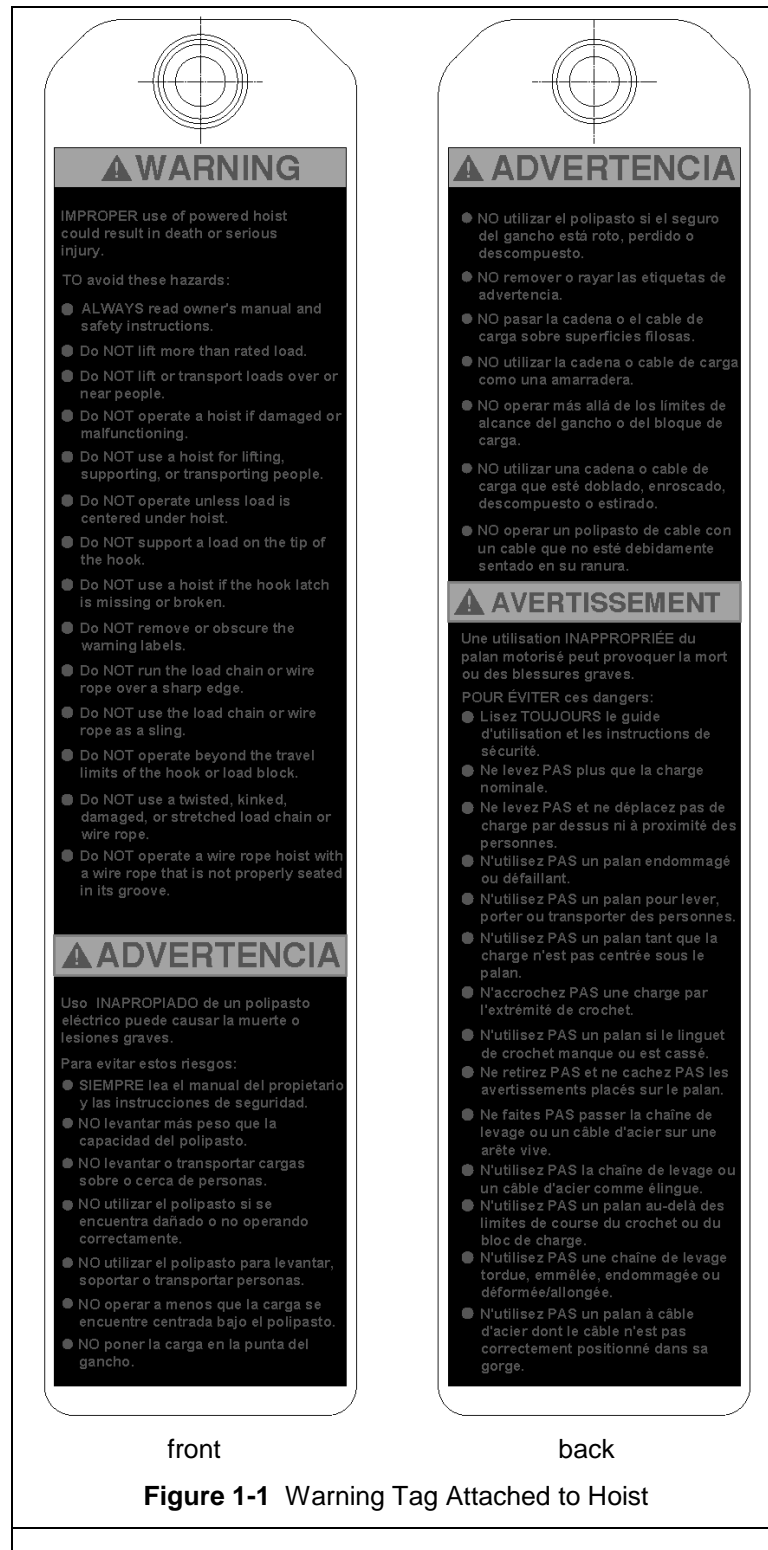 WARNING
IMPROPER use of powered hoist
could result in death or serious
injury.
TO avoid these hazards:
● ALWAYS read owner's manual and
safety instructions.
● Do NOT lift more than rated load.
● Do NOT lift or transport loads over or
near people.
● Do NOT operate a hoist if damaged or
malfunctioning.
● Do NOT use a hoist for lifting,
supporting, or transporting people.
● Do NOT operate unless load is
centered under hoist.
● Do NOT support a load on the tip of
the hook.
● Do NOT use a hoist if the hook latch
is missing or broken.
● Do NOT remove or obscure the
warning labels.
● Do NOT run the load chain or wire
rope over a sharp edge.
● Do NOT use the load chain or wire
rope as a sling.
● Do NOT operate beyond the travel
limits of the hook or load block.
● Do NOT use a twisted, kinked,
damaged, or stretched load chain or
wire rope.
● Do NOT operate a wire rope hoist with
a wire rope that is not properly seated
in its groove.
ADVERTENCIA
Uso INAPROPIADO de un polipasto
eléctrico puede causar la muerte o
lesiones graves.
Para evitar estos riesgos:
● SIEMPRE lea el manual del propietario
y las instrucciones de seguridad.
● NO levantar más peso que la
capacidad del polipasto.
● NO levantar o transportar cargas
sobre o cerca de personas.
● NO utilizar el polipasto si se
encuentra dañado o no operando
correctamente.
● NO utilizar el polipasto para levantar,
soportar o transportar personas.
● NO operar a menos que la carga se
encuentre centrada bajo el polipasto.
● NO poner la carga en la punta del
gancho.
front
ADVERTENCIA
● NO utilizar el polipasto si el seguro
del gancho está roto, perdido o
descompuesto.
● NO remover o rayar las etiquetas de
advertencia.
● NO pasar la cadena o el cable de
carga sobre superficies filosas.
● NO utilizar la cadena o cable de carga
como una amarradera.
● NO operar más allá de los límites de
alcance del gancho o del bloque de
carga.
● NO utilizar una cadena o cable de
carga que esté doblado, enroscado,
descompuesto o estirado.
● NO operar un polipasto de cable con
un cable que no esté debidamente
sentado en su ranura.
AVERTISSEMENT
Une utilisation INAPPROPRIÉE du
palan motorisé peut provoquer la mort
ou des blessures graves.
POUR ÉVITER ces dangers:
● Lisez TOUJOURS le guide
d'utilisation et les instructions de
sécurité.
● Ne levez PAS plus que la charge
nominale.
● Ne levez PAS et ne déplacez pas de
charge par dessus ni à proximité des
personnes.
● N'utilisez PAS un palan endommagé
ou défaillant.
● N'utilisez PAS un palan pour lever,
porter ou transporter des personnes.
● N'utilisez PAS un palan tant que la
charge n'est pas centrée sous le
palan.
● N'accrochez PAS une charge par
l'extrémité de crochet.
● N'utilisez PAS un palan si le linguet
de crochet manque ou est cassé.
● Ne retirez PAS et ne cachez PAS les
avertissements placés sur le palan.
● Ne faites PAS passer la chaîne de
levage ou un câble d'acier sur une
arête vive.
● N'utilisez PAS la chaîne de levage ou
un câble d'acier comme élingue.
● N'utilisez PAS un palan au-delà des
limites de course du crochet ou du
bloc de charge.
● N'utilisez PAS une chaîne de levage
tordue, emmêlée, endommagée ou
déformée/allongée.
● N'utilisez PAS un palan à câble
d'acier dont le câble n'est pas
correctement positionné dans sa
gorge.
back
Figure 1-1 Warning Tag Attached to Hoist